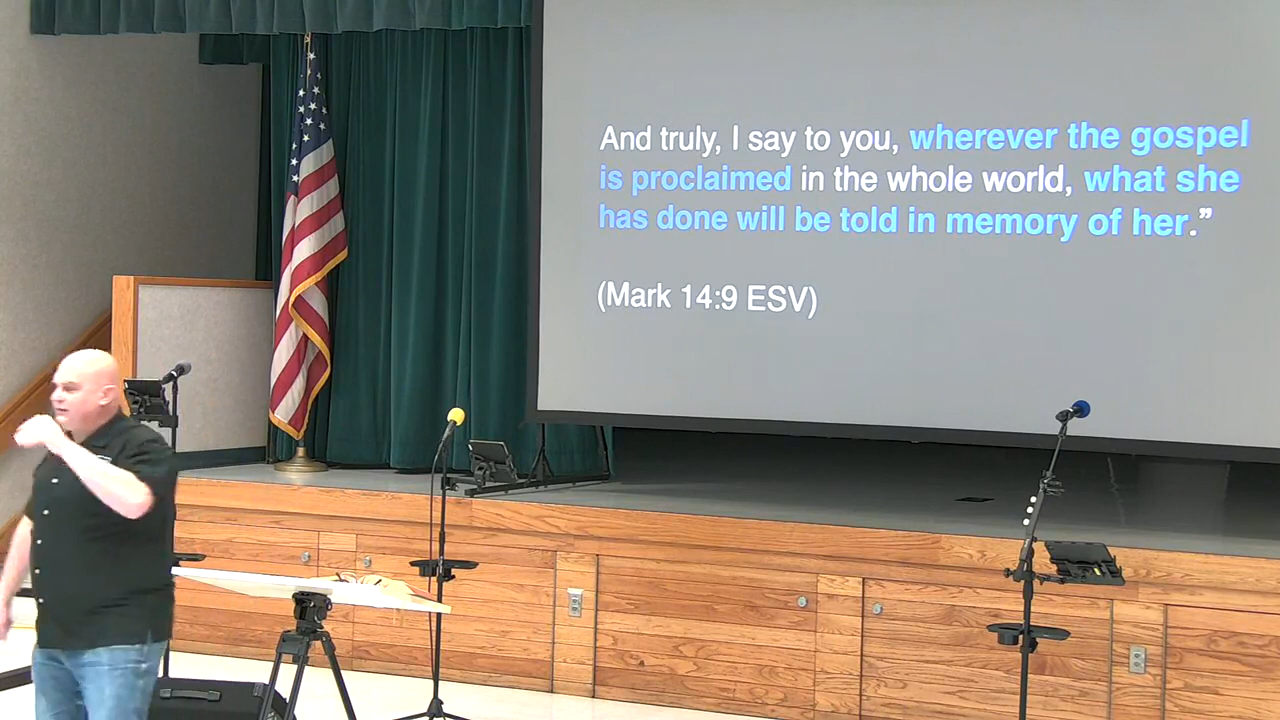 And truly, I say to you, wherever the gospel
is proclaimed in the whole world, what she
has done will be told in memory of her.”
(Mark 14:9 ESV)